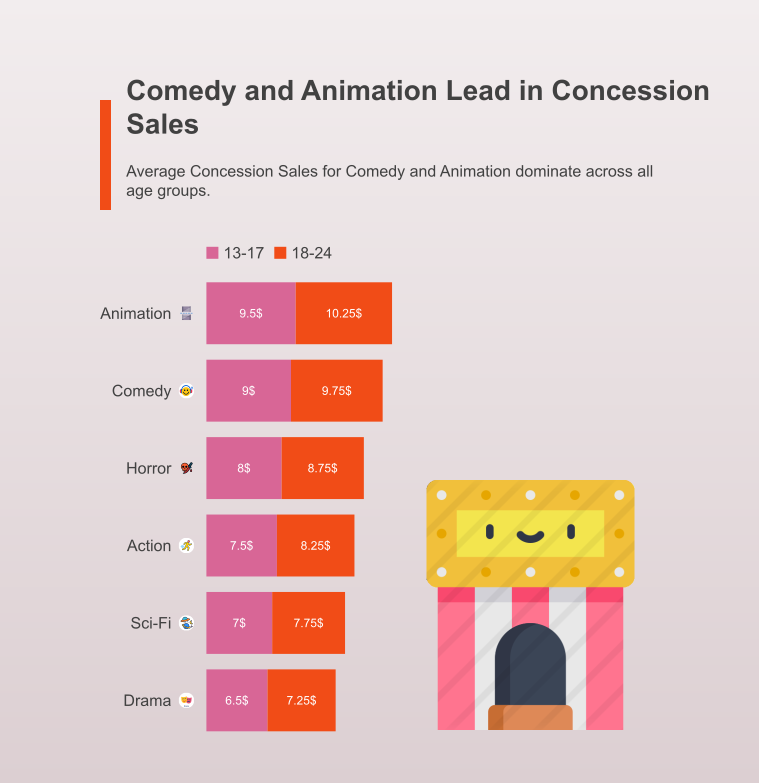 Comedy and Animation Lead in Concession
Sales
Average Concession Sales for Comedy and Animation dominate across all
age groups.
13-17 18-24
Animation 9.5$ 10.25$
Comedy 9$ 9.75$
Horror 8$ 8.75$
Action 7.5$ 8.25$
Sci-Fi 7$ 7.75$
Drama 6.5$ 7.25$